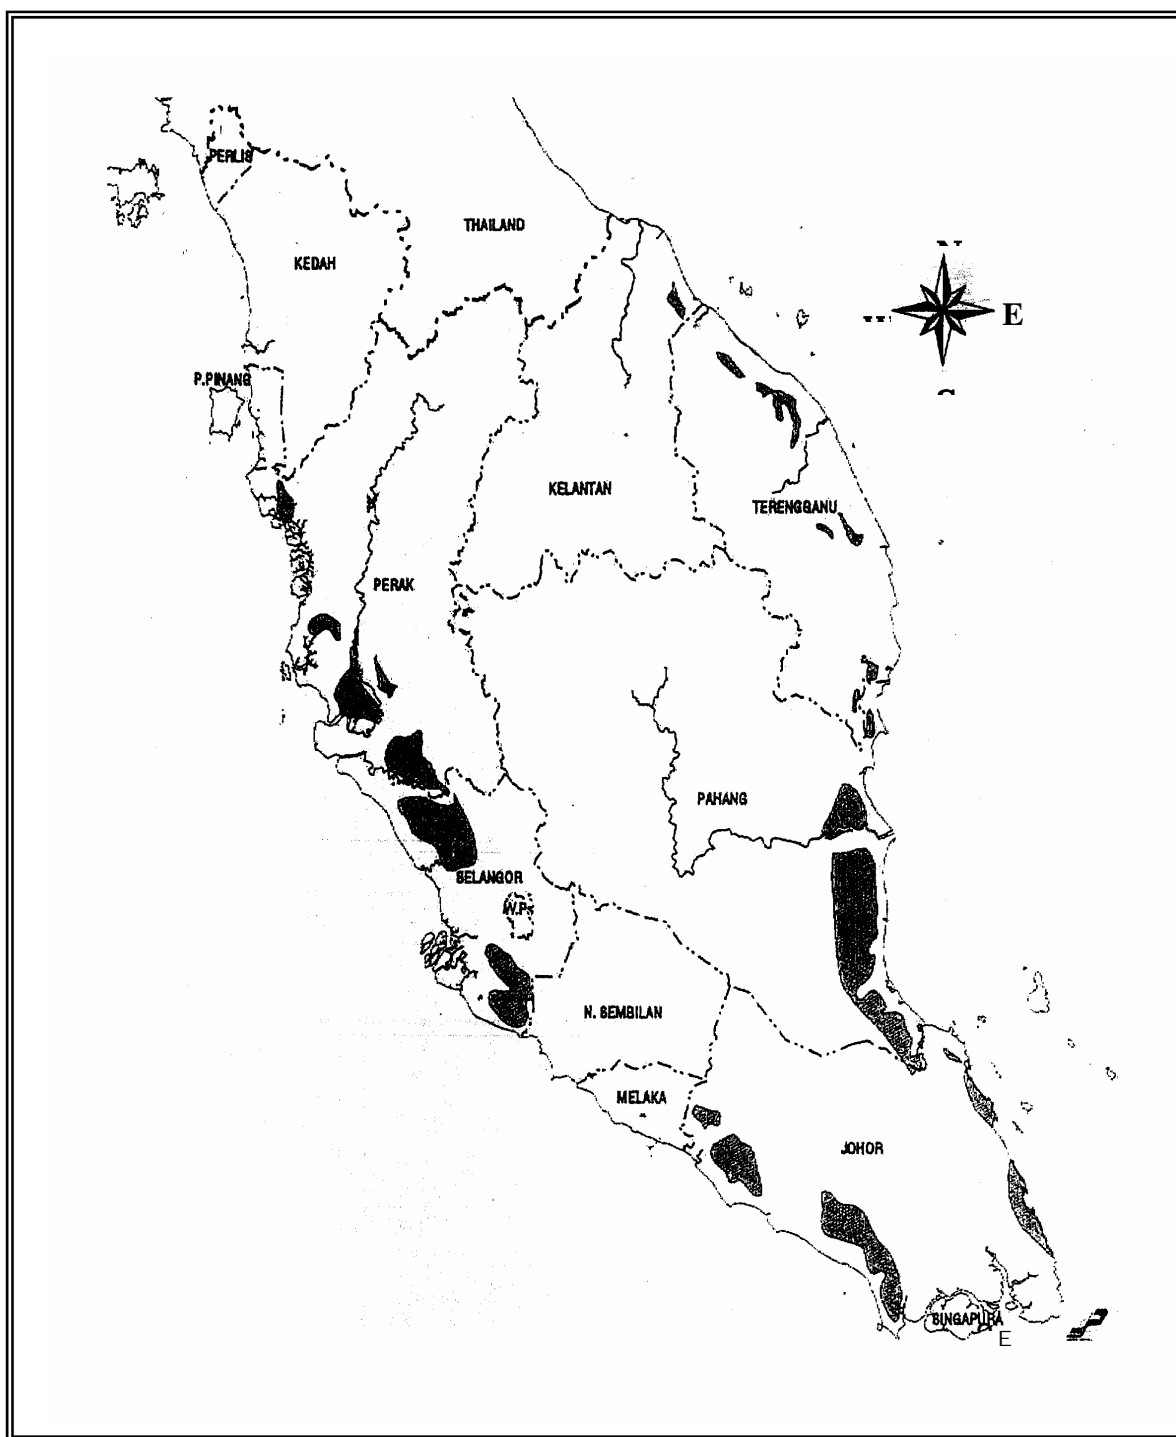 PERLIS
THAILAND
KEDAH
E
P.PINANG
KELANTAN
TERENGGANU
PERAK
PAHANG
SELANGOR
W.P.
N. SEMBILAN
MELAKA
JOHOR
SINGAPURA
E